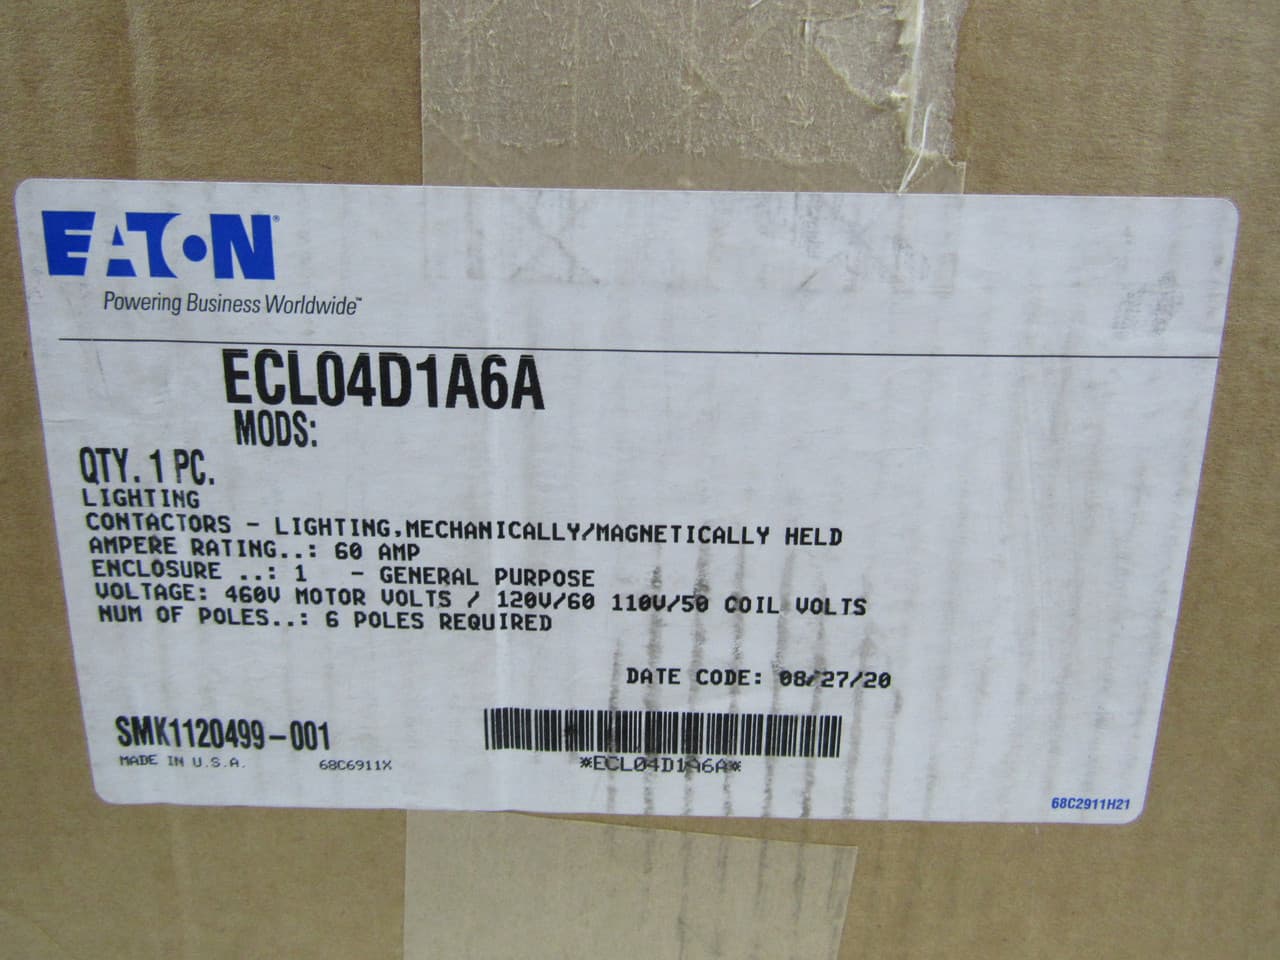 EATON®
Powering Business Worldwide™
ECL04D1A6A
MODS:
QTY. 1 PC.
LIGHTING
CONTACTORS - LIGHTING,MECHANICALLY/MAGNETICALLY HELD
AMPERE RATING..: 60 AMP
ENCLOSURE ..: 1 - GENERAL PURPOSE
VOLTAGE: 460V MOTOR VOLTS / 120V/60 110V/50 COIL VOLTS
NUM OF POLES..: 6 POLES REQUIRED
DATE CODE: 08/27/20
SMK1120499-001
MADE IN U.S.A. 68C6911X
*ECL04D1A6A*
68C2911H21